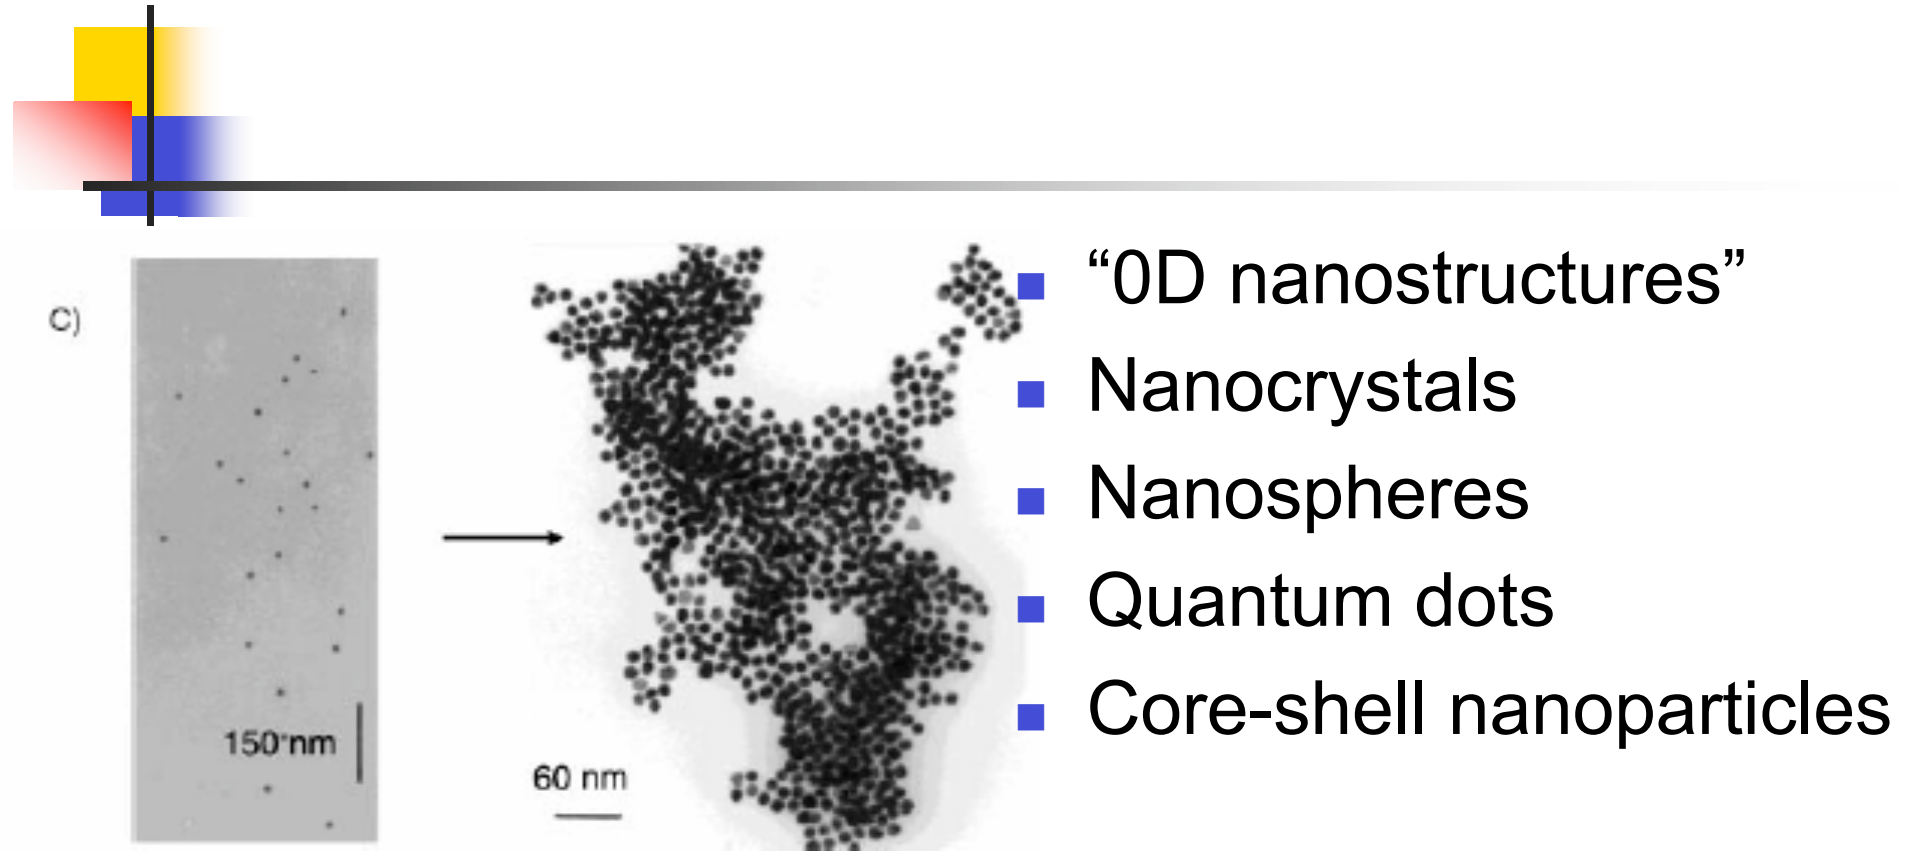 C)
150 nm
60 nm
“0D nanostructures”
Nanocrystals
Nanospheres
Quantum dots
Core-shell nanoparticles